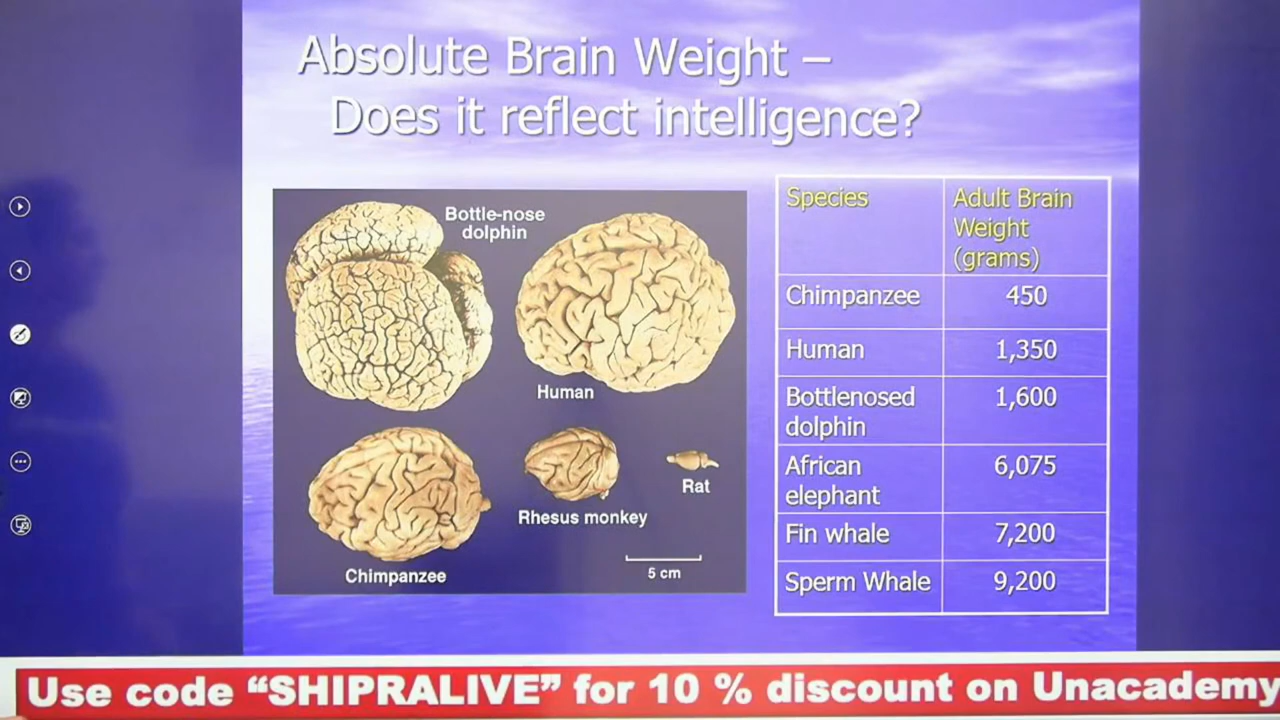 Absolute Brain Weight –
Does it reflect intelligence?
Bottle-nose
dolphin
Human
Chimpanzee
Rhesus monkey
Rat
5 cm
Species
Adult Brain
Weight
(grams)
Chimpanzee
450
Human
1,350
Bottlenosed
dolphin
1,600
African
elephant
6,075
Fin whale
7,200
Sperm Whale
9,200
Use code “SHIPRALIVE” for 10 % discount on Unacademy